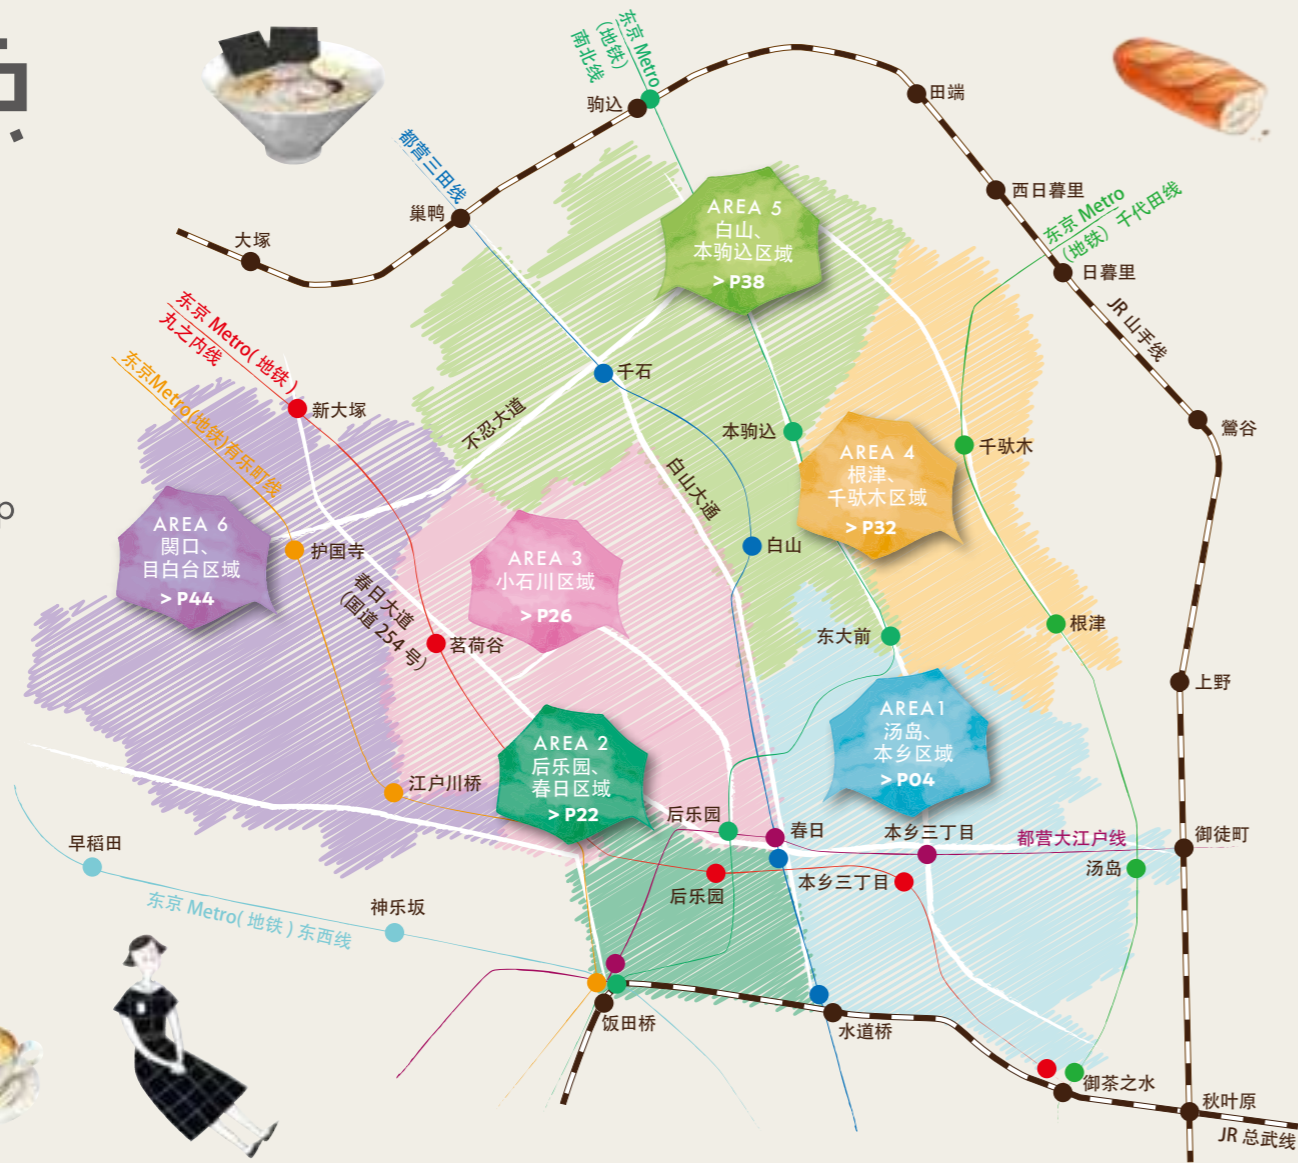 东京 Metro
（地铁）
南北线
驹込
田端
西日暮里
东京 Metro
（地铁）千代田线
日暮里
JR 山手线
鶯谷
都营三田线
巢鸭
大塚
AREA 5
白山、
本驹込区域
> P38
东京 Metro( 地铁 )
丸之内线
新大塚
千石
不忍大道
白山大通
本驹込
千驮木
东京Metro(地铁)有乐町线
AREA 4
根津、
千驮木区域
> P32
AREA 6
関口、
目白台区域
> P44
护国寺
AREA 3
小石川区域
> P26
白山
春日大道
（国道 254 号）
茗荷谷
东大前
根津
上野
AREA 2
后乐园、
春日区域
> P22
AREA1
汤岛、
本乡区域
> P04
江户川桥
后乐园
春日
本乡三丁目
都营大江户线
御徒町
早稻田
后乐园
本乡三丁目
汤岛
东京 Metro( 地铁 ) 东西线
神乐坂
饭田桥
水道桥
御茶之水
秋叶原
JR 总武线